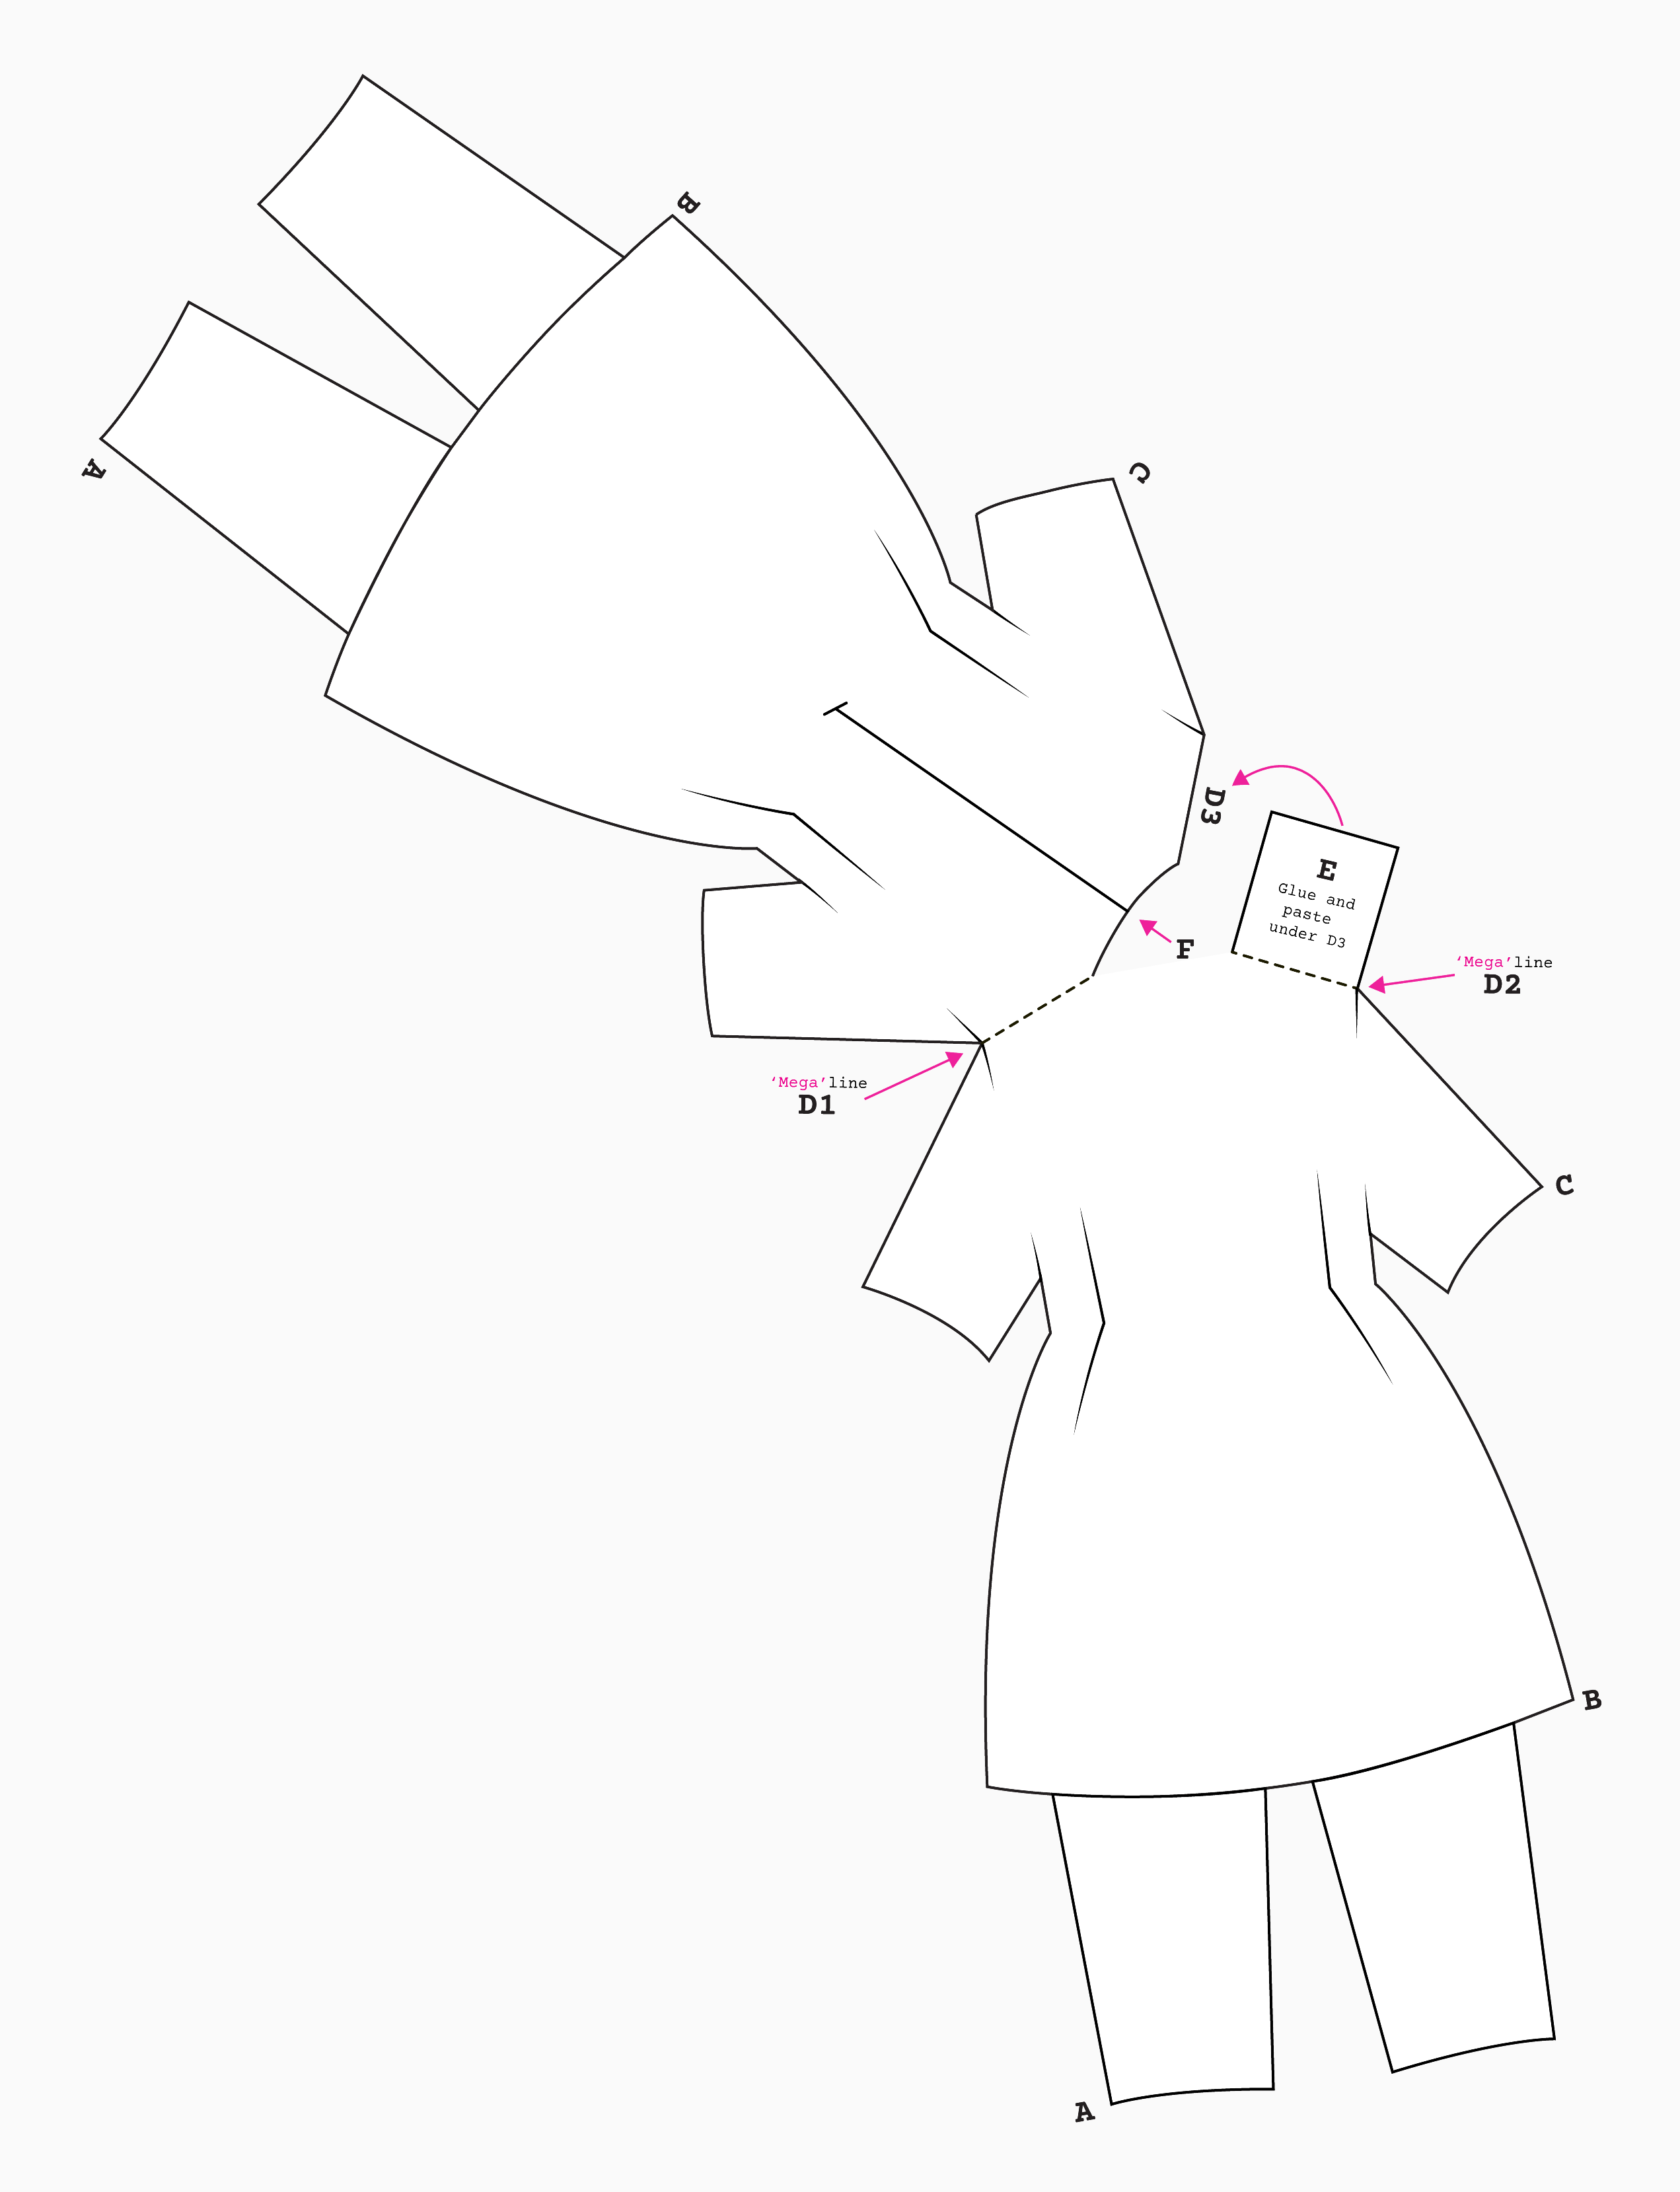 B
A
C
D3
E
Glue and
paste
under D3
F
‘Mega’line
D2
‘Mega’line
D1
C
B
A